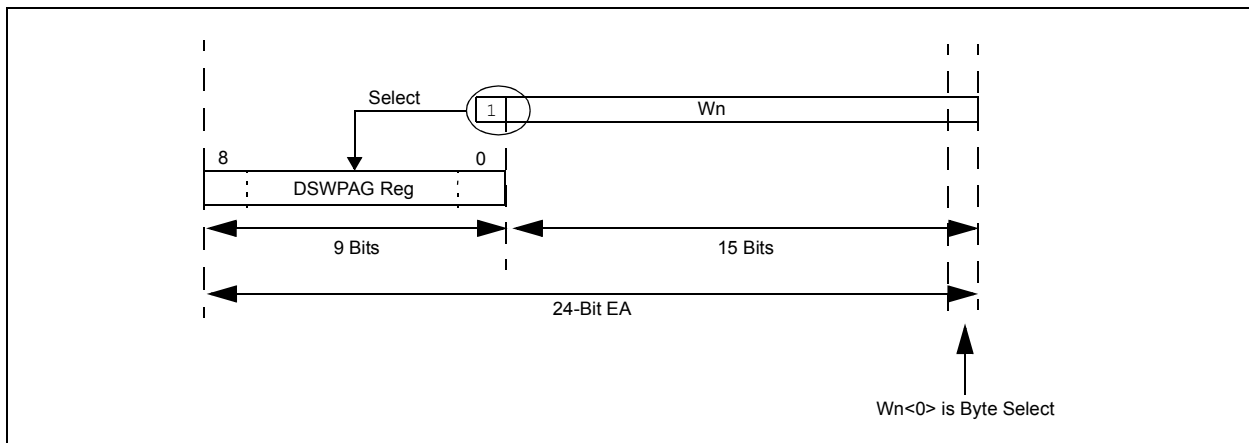 Select
1
Wn
8
0
DSWPAG Reg
9 Bits
15 Bits
24-Bit EA
Wn<0> is Byte Select